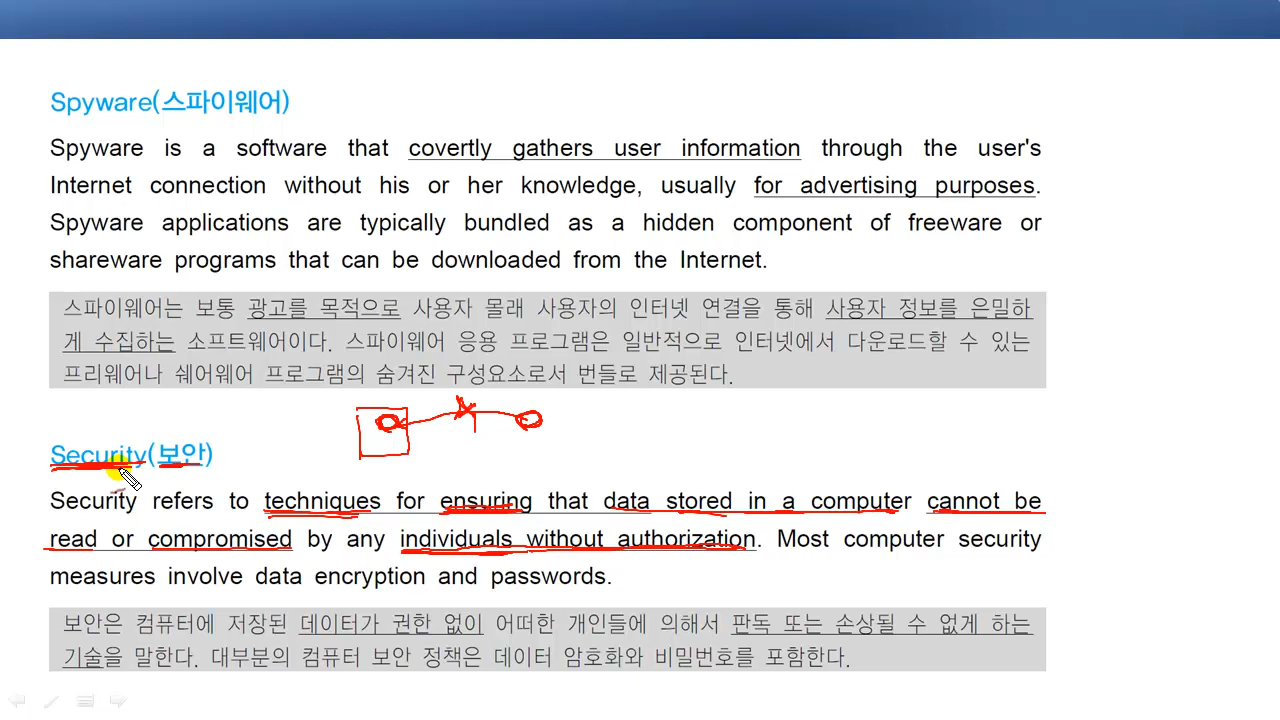 Spyware(스파이웨어)
Spyware is a software that covertly gathers user information through the user's
Internet connection without his or her knowledge, usually for advertising purposes.
Spyware applications are typically bundled as a hidden component of freeware or
shareware programs that can be downloaded from the Internet.
스파이웨어는 보통 광고를 목적으로 사용자 몰래 사용자의 인터넷 연결을 통해 사용자 정보를 은밀하
게 수집하는 소프트웨어이다. 스파이웨어 응용 프로그램은 일반적으로 인터넷에서 다운로드할 수 있는
프리웨어나 쉐어웨어 프로그램의 숨겨진 구성요소로서 번들로 제공된다.
Security(보안)
Security refers to techniques for ensuring that data stored in a computer cannot be
read or compromised by any individuals without authorization. Most computer security
measures involve data encryption and passwords.
보안은 컴퓨터에 저장된 데이터가 권한 없이 어떠한 개인들에 의해서 판독 또는 손상될 수 없게 하는
기술을 말한다. 대부분의 컴퓨터 보안 정책은 데이터 암호화와 비밀번호를 포함한다.